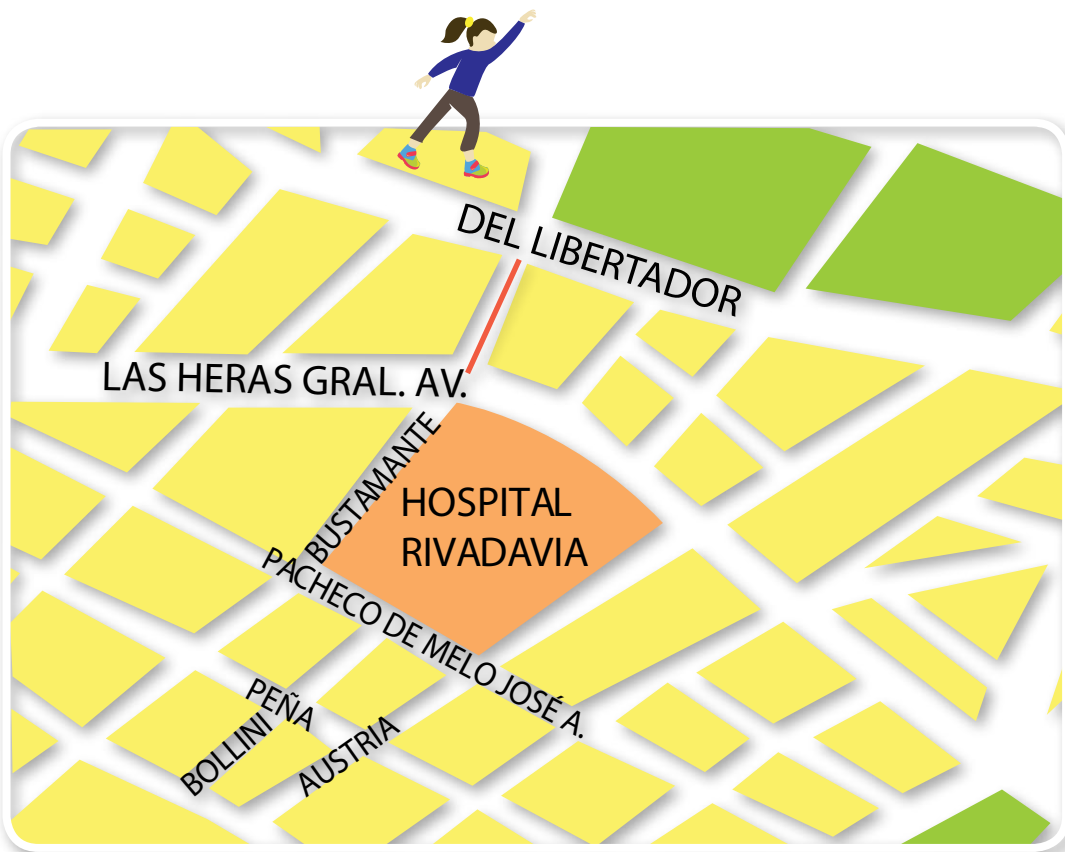 DEL LIBERTADOR
LAS HERAS GRAL. AV.
BUSTAMANTE
HOSPITAL
RIVADAVIA
PACHECO DE MELO JOSÉ A.
PEÑA
BOLLINI
AUSTRIA